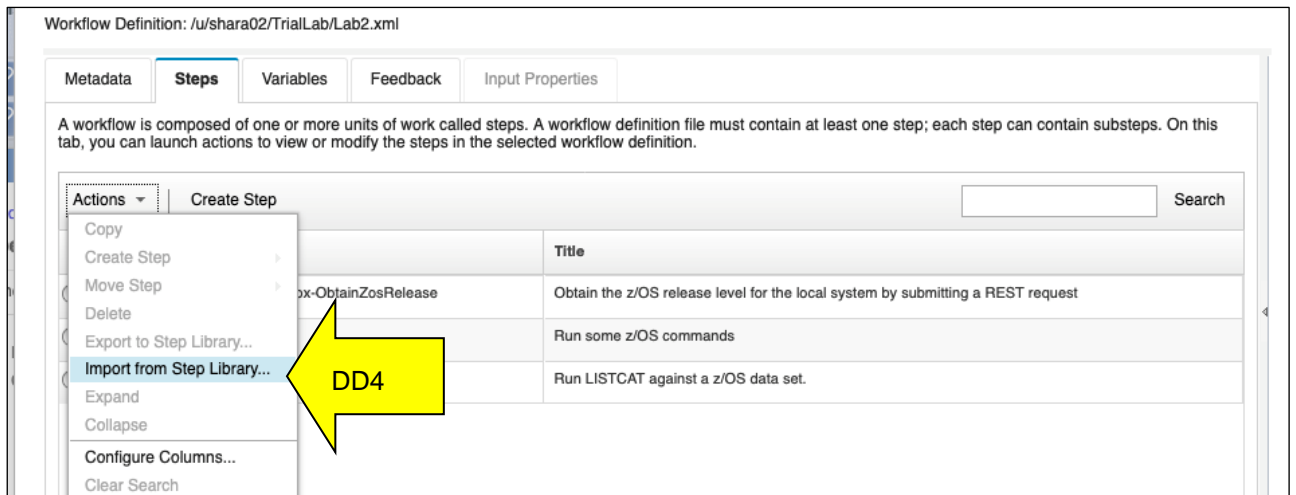 Workflow Definition: /u/shara02/TrialLab/Lab2.xml
Metadata Steps Variables Feedback Input Properties
A workflow is composed of one or more units of work called steps. A workflow definition file must contain at least one step; each step can contain substeps. On this
tab, you can launch actions to view or modify the steps in the selected workflow definition.
Actions Create Step Search
Copy
Create Step
Title
Move Step
ox-ObtainZosRelease Obtain the z/OS release level for the local system by submitting a REST request
Delete
Export to Step Library...
Run some z/OS commands
Import from Step Library...
DD4
Run LISTCAT against a z/OS data set.
Expand
Collapse
Configure Columns...
Clear Search